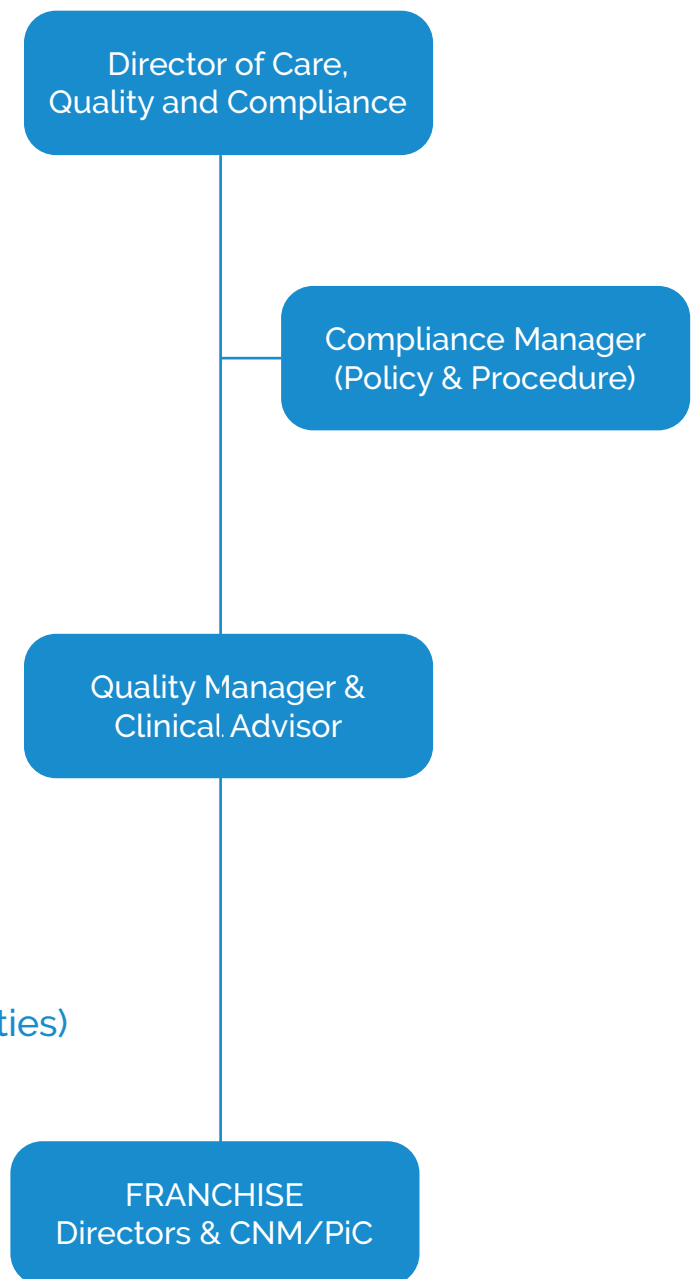 Director of Care,
Quality and Compliance
Compliance Manager
(Policy & Procedure)
Quality Manager &
Clinical Advisor
ties)
FRANCHISE
Directors & CNM/PiC